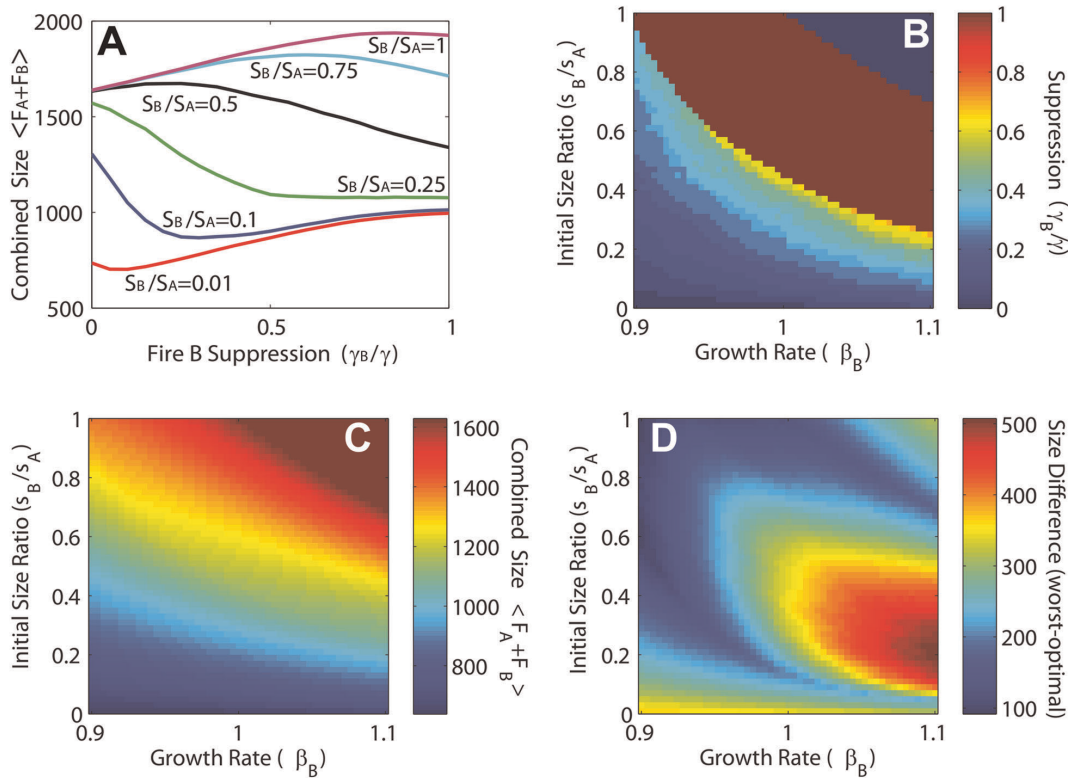 A
2000
1500
1000
500
Combined Size <FA+FB>
SB/SA=1
SB/SA=0.75
SB/SA=0.5
SB/SA=0.25
SB/SA=0.1
SB/SA=0.01
0
0.5
1
Fire B Suppression (γB/γ)
B
1
0.8
0.6
0.4
0.2
0
Initial Size Ratio (sB/sA)
0.9
1
1.1
Growth Rate ( βB)
1
0.8
0.6
0.4
0.2
0
Suppression (γB/γ)
C
1
0.8
0.6
0.4
0.2
0
Initial Size Ratio (sB/sA)
0.9
1
1.1
Growth Rate ( βB)
1600
1400
1200
1000
800
Combined Size <FA+FB>
D
1
0.8
0.6
0.4
0.2
0
Initial Size Ratio (sB/sA)
0.9
1
1.1
Growth Rate ( βB)
500
400
300
200
100
Size Difference (worst-optimal)